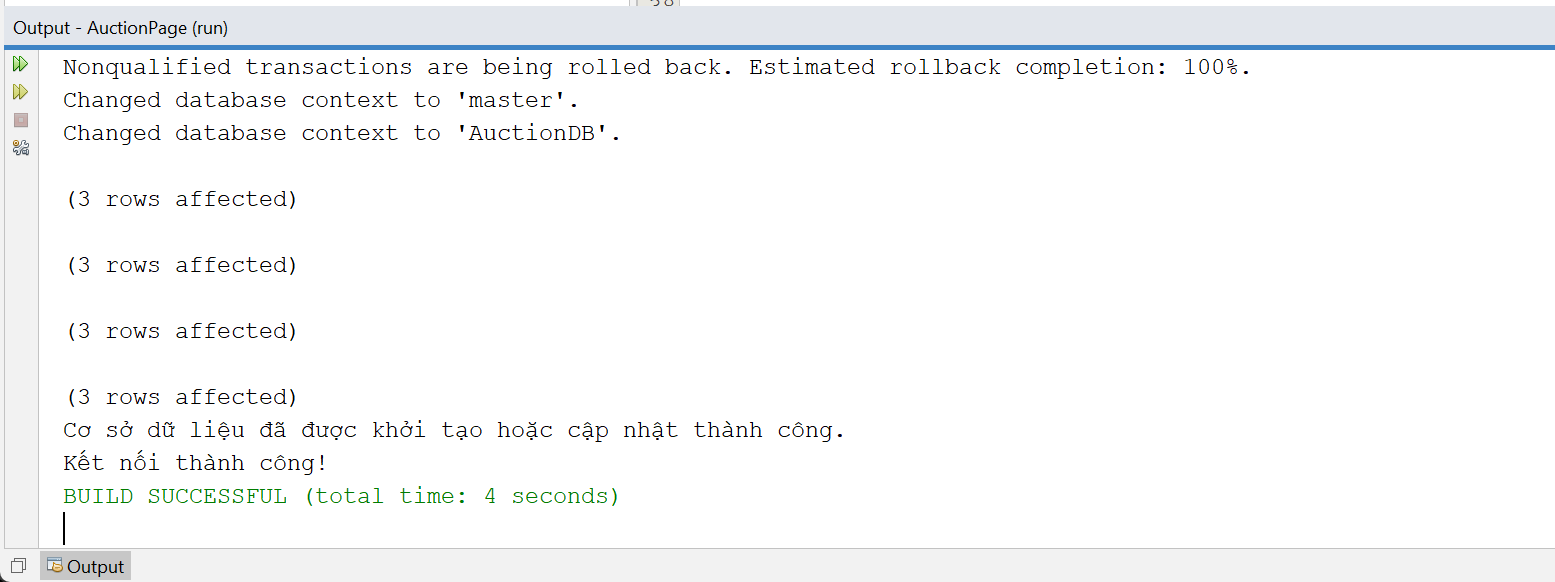 Output - AuctionPage (run)
Nonqualified transactions are being rolled back. Estimated rollback completion: 100%.
Changed database context to 'master'.
Changed database context to 'AuctionDB'.
(3 rows affected)
(3 rows affected)
(3 rows affected)
(3 rows affected)
Cơ sở dữ liệu đã được khởi tạo hoặc cập nhật thành công.
Kết nối thành công!
BUILD SUCCESSFUL (total time: 4 seconds)
Output